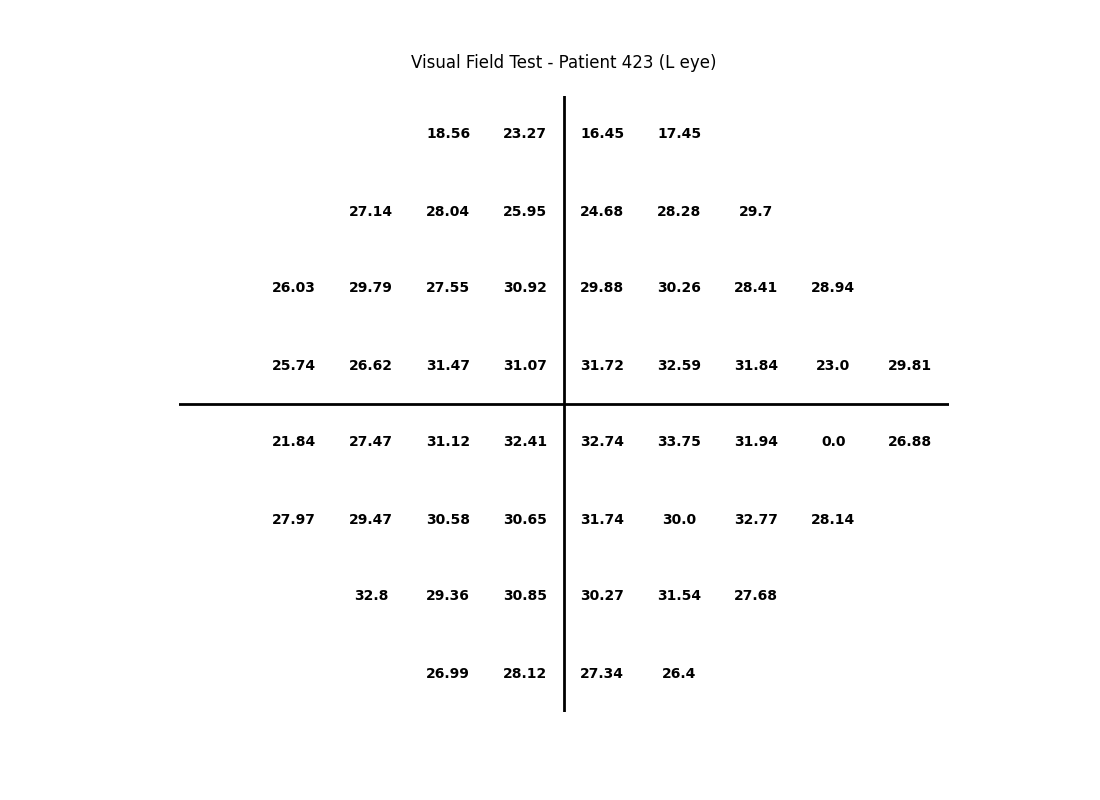 Visual Field Test - Patient 423 (L eye)
18.56 23.27 16.45 17.45
27.14 28.04 25.95 24.68 28.28 29.7
26.03 29.79 27.55 30.92 29.88 30.26 28.41 28.94
25.74 26.62 31.47 31.07 31.72 32.59 31.84 23.0 29.81
21.84 27.47 31.12 32.41 32.74 33.75 31.94 0.0 26.88
27.97 29.47 30.58 30.65 31.74 30.0 32.77 28.14
32.8 29.36 30.85 30.27 31.54 27.68
26.99 28.12 27.34 26.4